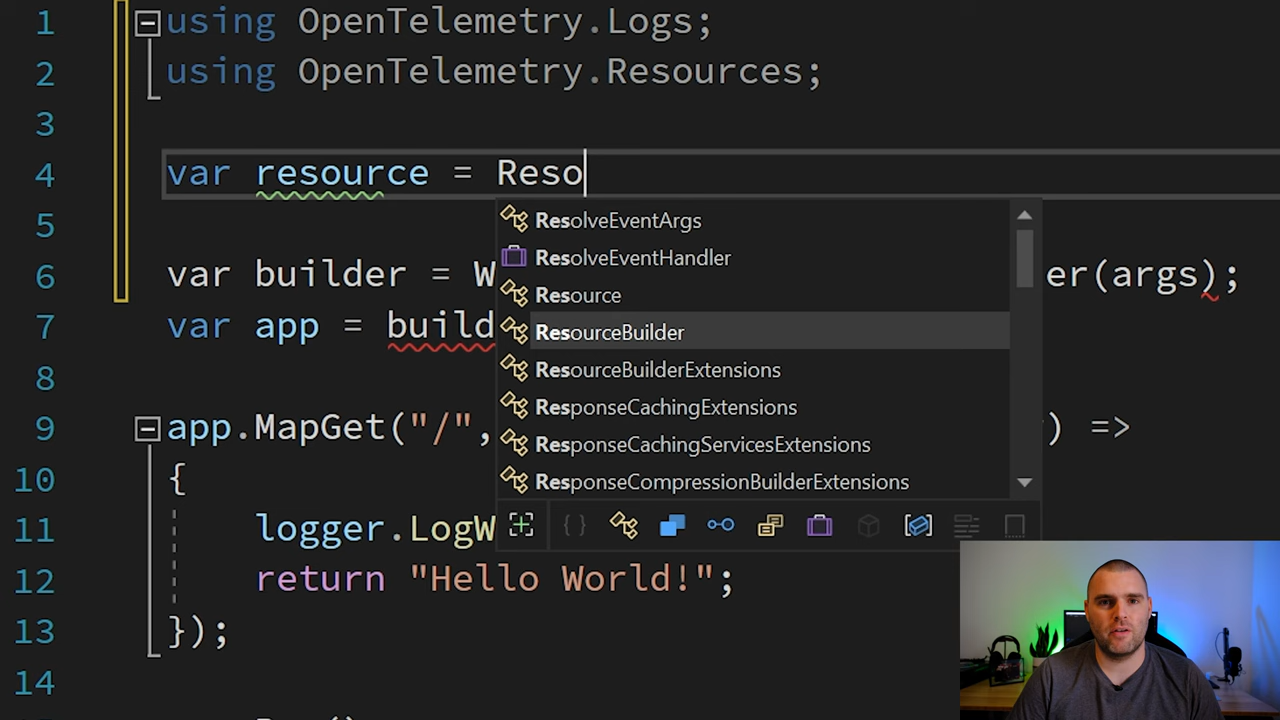 1 using OpenTelemetry.Logs;
2 using OpenTelemetry.Resources;
3
4 var resource = Reso
ResolveEventArgs
ResolveEventHandler
Resource
ResourceBuilder
ResourceBuilderExtensions
ResponseCachingExtensions
ResponseCachingServicesExtensions
ResponseCompressionBuilderExtensions
5
6 var builder = W er(args);
7 var app = build
8
9 app.MapGet("/", ) =>
10 {
11 logger.LogW
12 return "Hello World!";
13 });
14